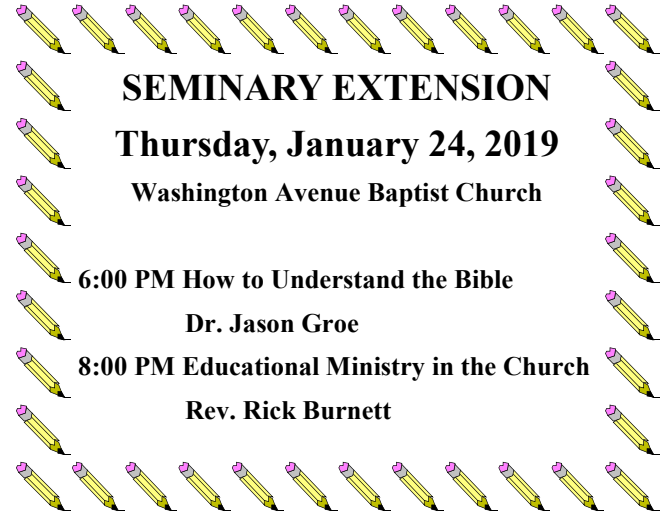 SEMINARY EXTENSION
Thursday, January 24, 2019
Washington Avenue Baptist Church
6:00 PM How to Understand the Bible
Dr. Jason Groe
8:00 PM Educational Ministry in the Church
Rev. Rick Burnett